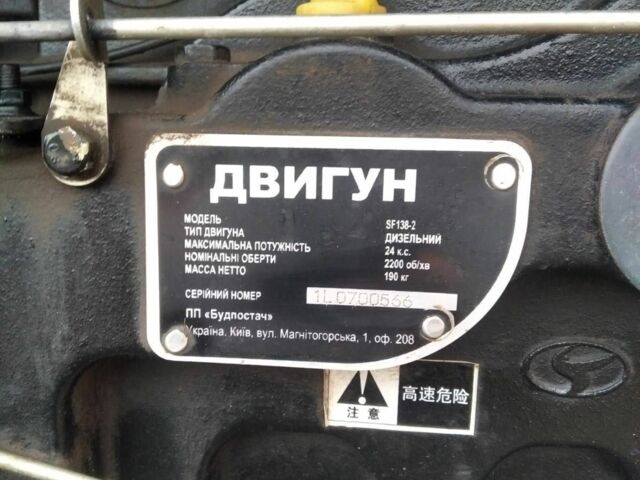 ДВИГУН
МОДЕЛЬ SF138-2
ТИП ДВИГУНА ДИЗЕЛЬНИЙ
МАКСИМАЛЬНА ПОТУЖНІСТЬ 24 к.с.
НОМІНАЛЬНІ ОБЕРТИ 2200 об/хв
МАССА НЕТТО 190 кг
СЕРІЙНИЙ НОМЕР 1L0700566
ПП «Будпостач»
Україна, Київ, вул. Магнітогорська, 1, оф. 208
注意 高速危险